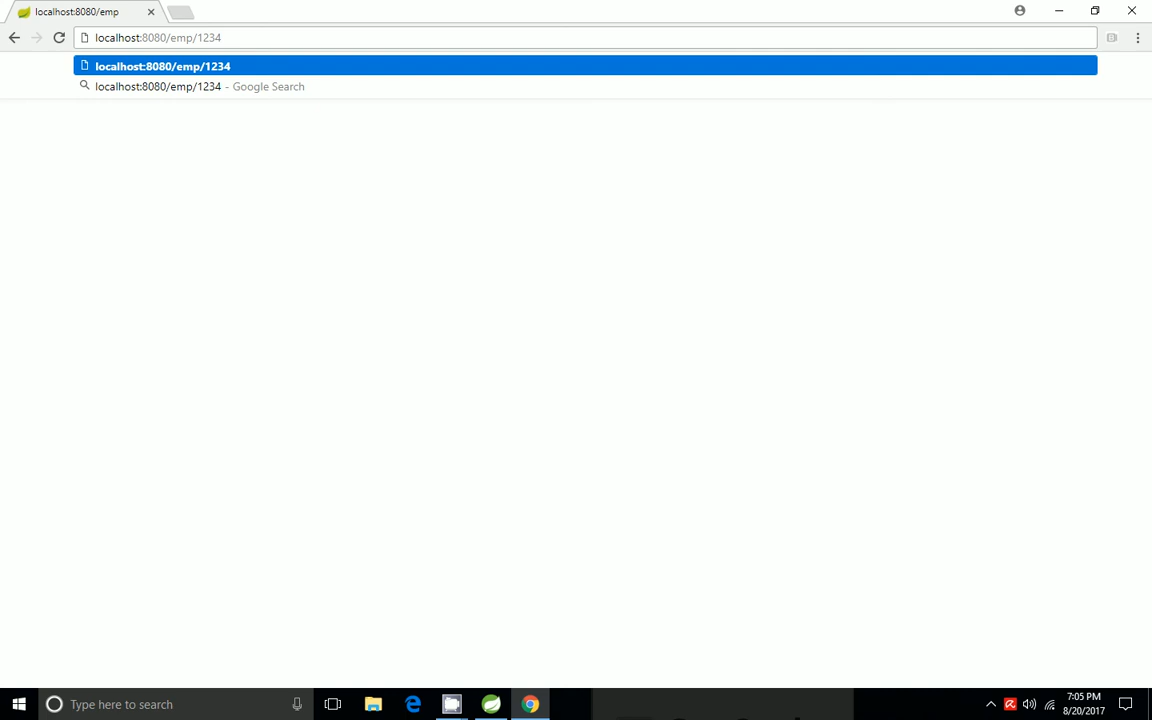 localhost:8080/emp
localhost:8080/emp/1234
localhost:8080/emp/1234
localhost:8080/emp/1234 - Google Search
Type here to search
7:05 PM
8/20/2017